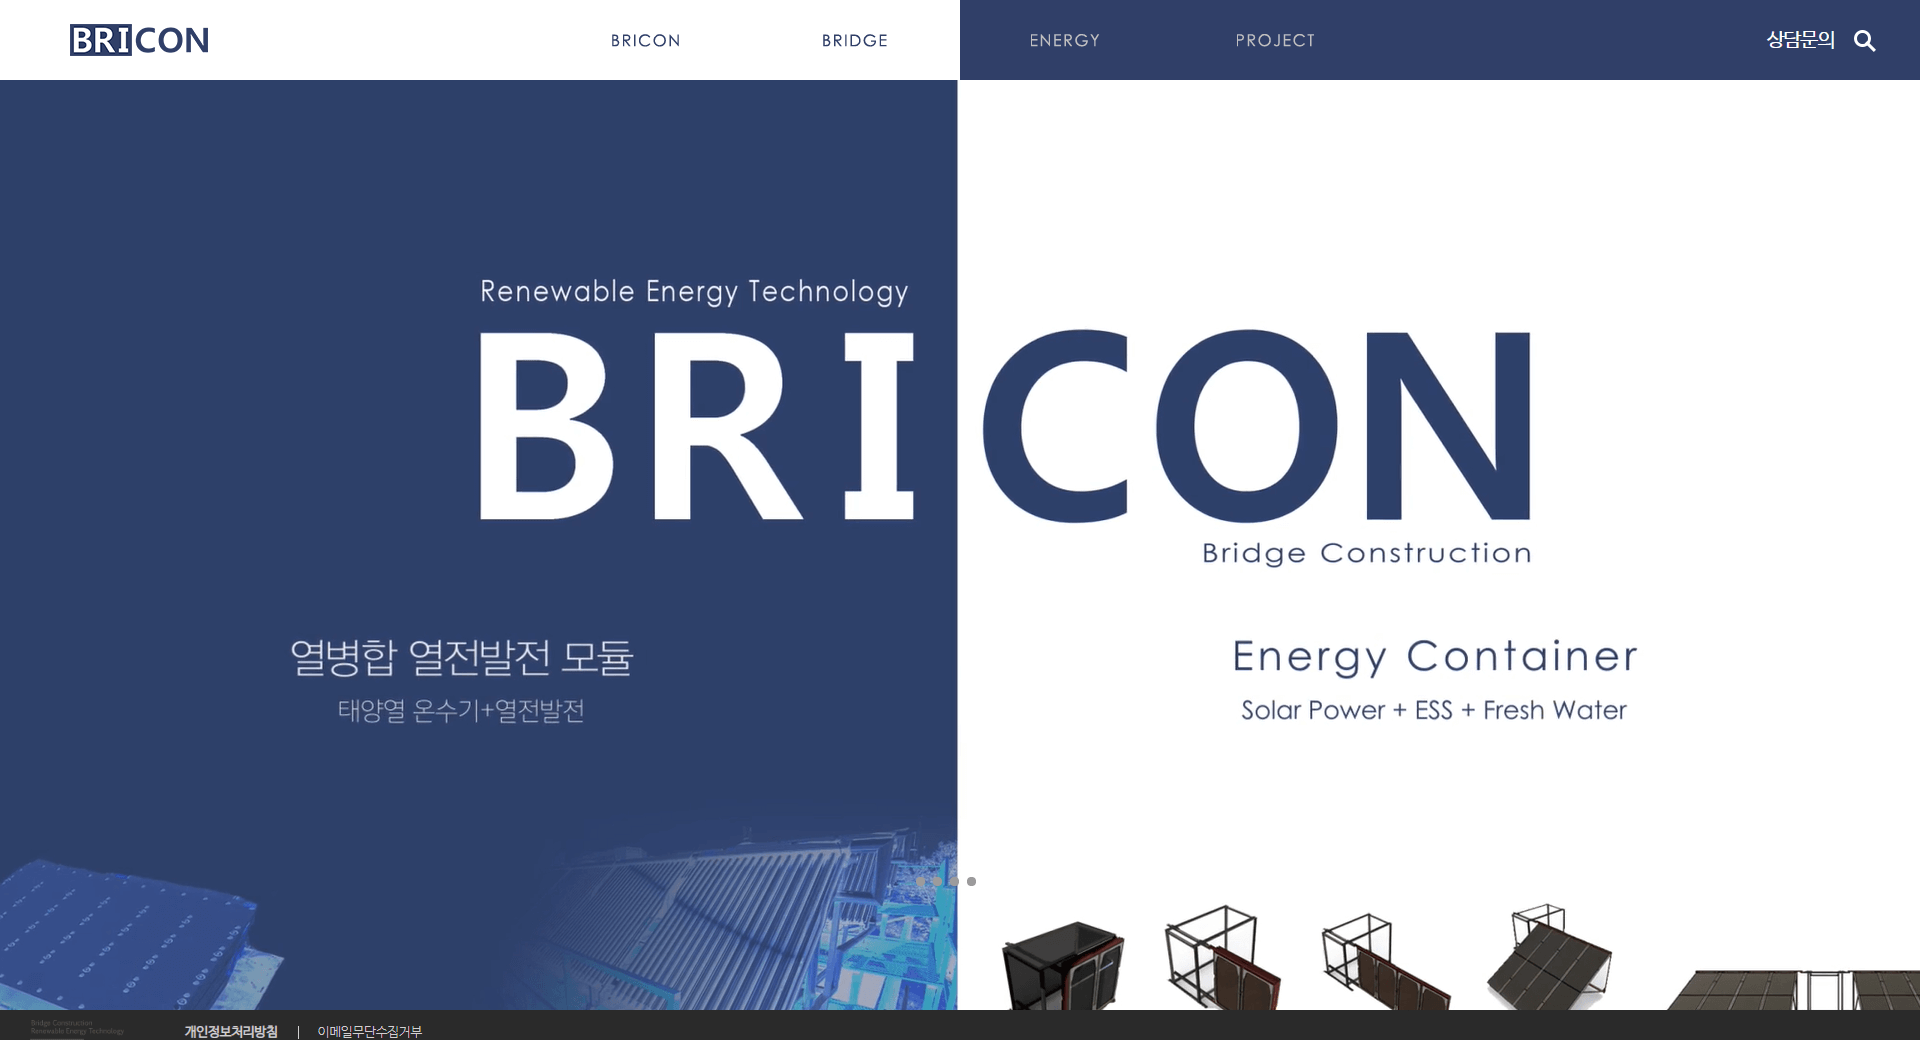 BRICON
BRICON
BRIDGE
ENERGY
PROJECT
상담문의
Renewable Energy Technology
BRICON
Bridge Construction
열병합 열전발전 모듈
태양열 온수기+열전발전
Energy Container
Solar Power + ESS + Fresh Water
Bridge Construction
Renewable Energy Technology
개인정보처리방침 | 이메일무단수집거부